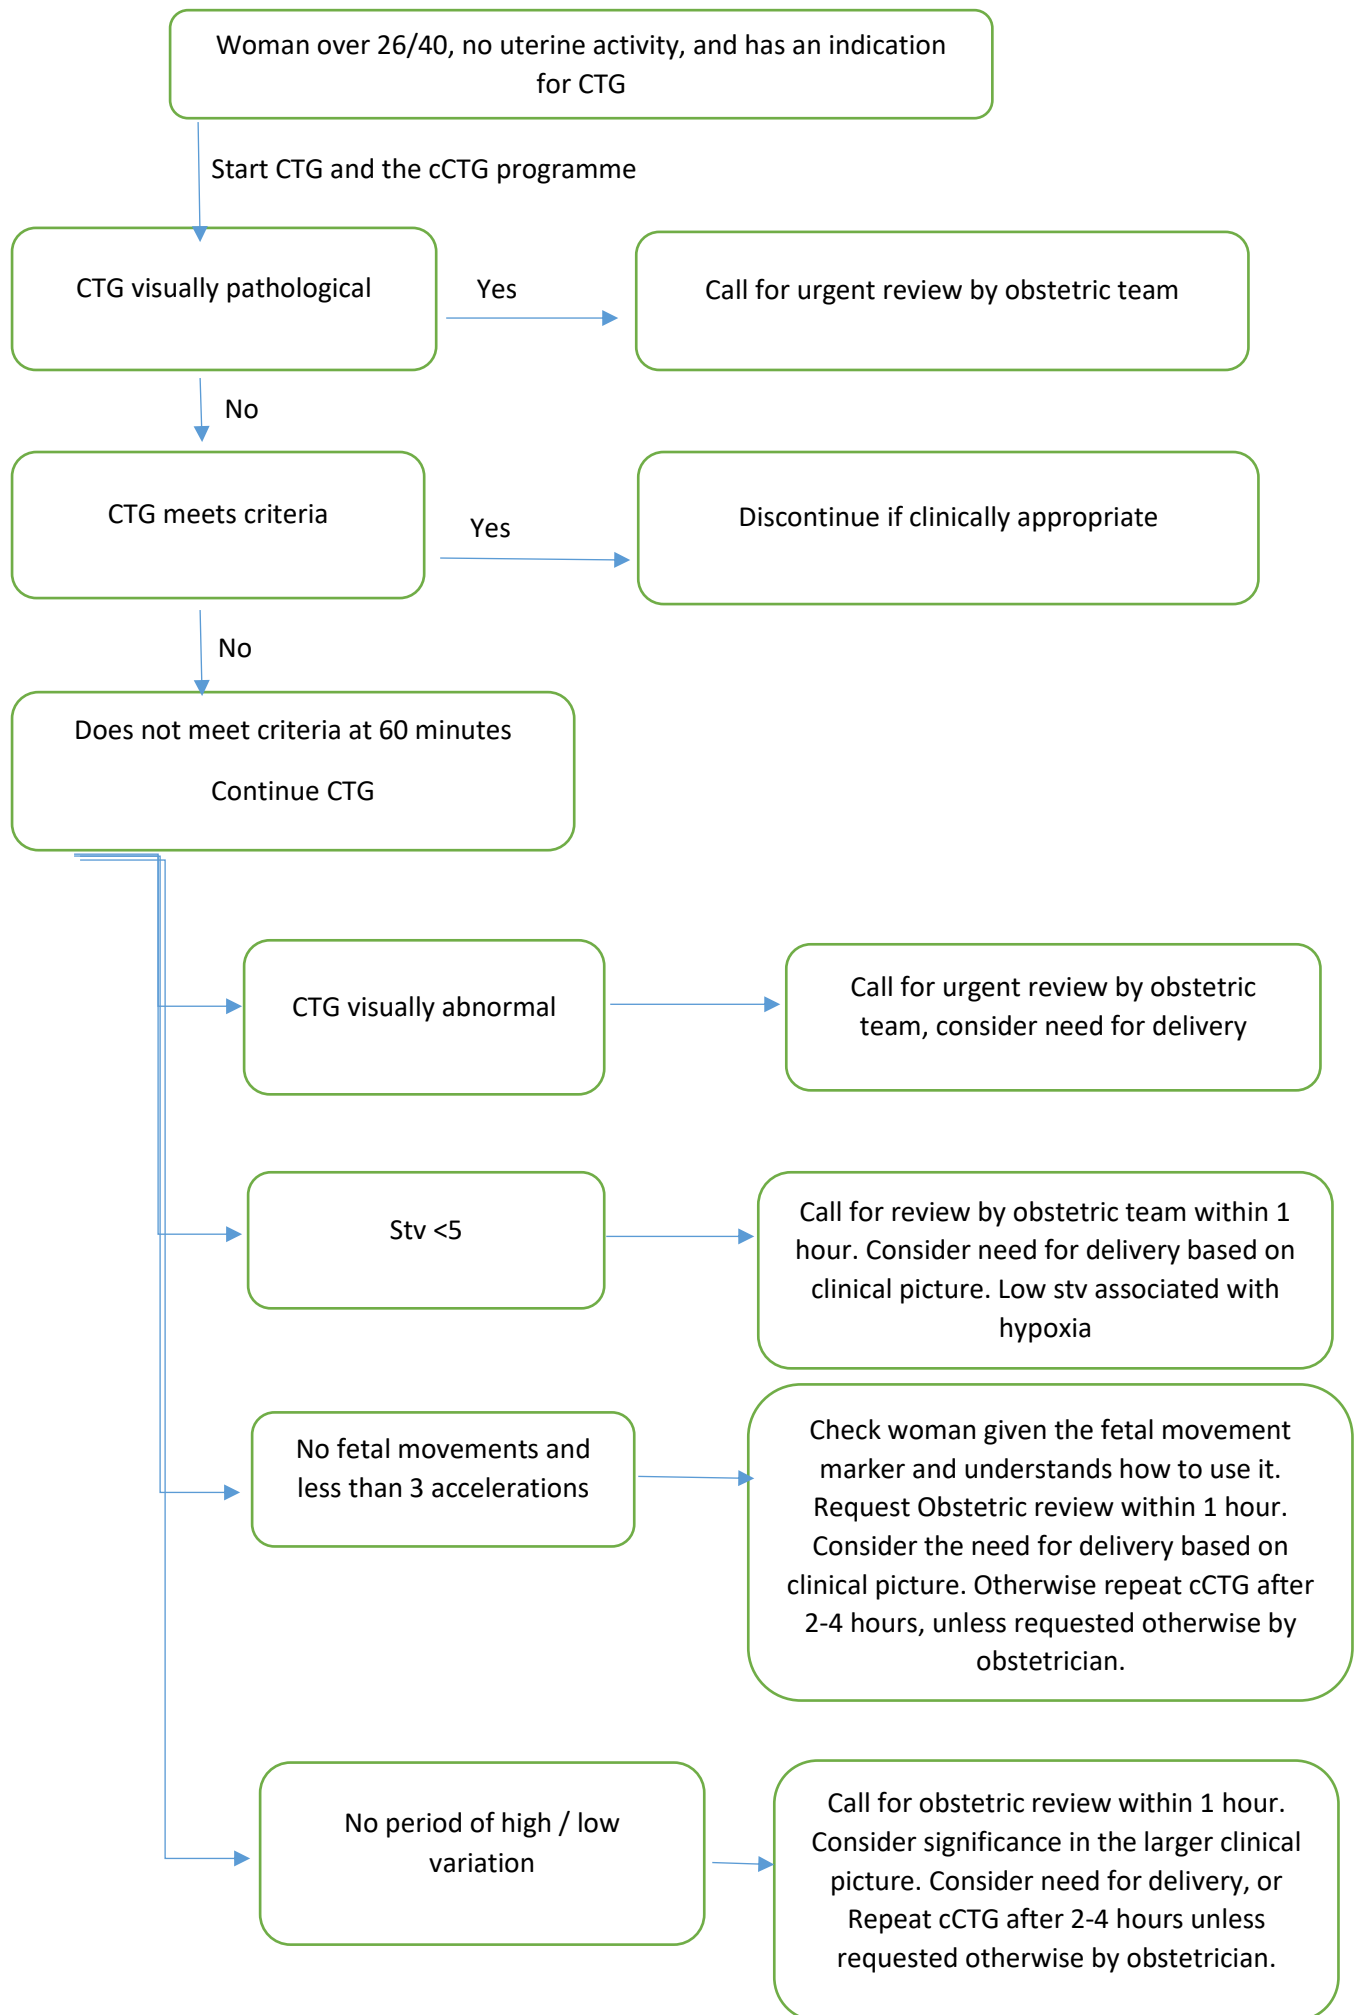 Woman over 26/40, no uterine activity, and has an indication
for CTG
Start CTG and the cCTG programme
CTG visually pathological
Yes
Call for urgent review by obstetric team
No
CTG meets criteria
Yes
Discontinue if clinically appropriate
No
Does not meet criteria at 60 minutes
Continue CTG
CTG visually abnormal
Call for urgent review by obstetric
team, consider need for delivery
Stv <5
Call for review by obstetric team within 1
hour. Consider need for delivery based on
clinical picture. Low stv associated with
hypoxia
No fetal movements and
less than 3 accelerations
Check woman given the fetal movement
marker and understands how to use it.
Request Obstetric review within 1 hour.
Consider the need for delivery based on
clinical picture. Otherwise repeat cCTG after
2-4 hours, unless requested otherwise by
obstetrician.
No period of high / low
variation
Call for obstetric review within 1 hour.
Consider significance in the larger clinical
picture. Consider need for delivery, or
Repeat cCTG after 2-4 hours unless
requested otherwise by obstetrician.